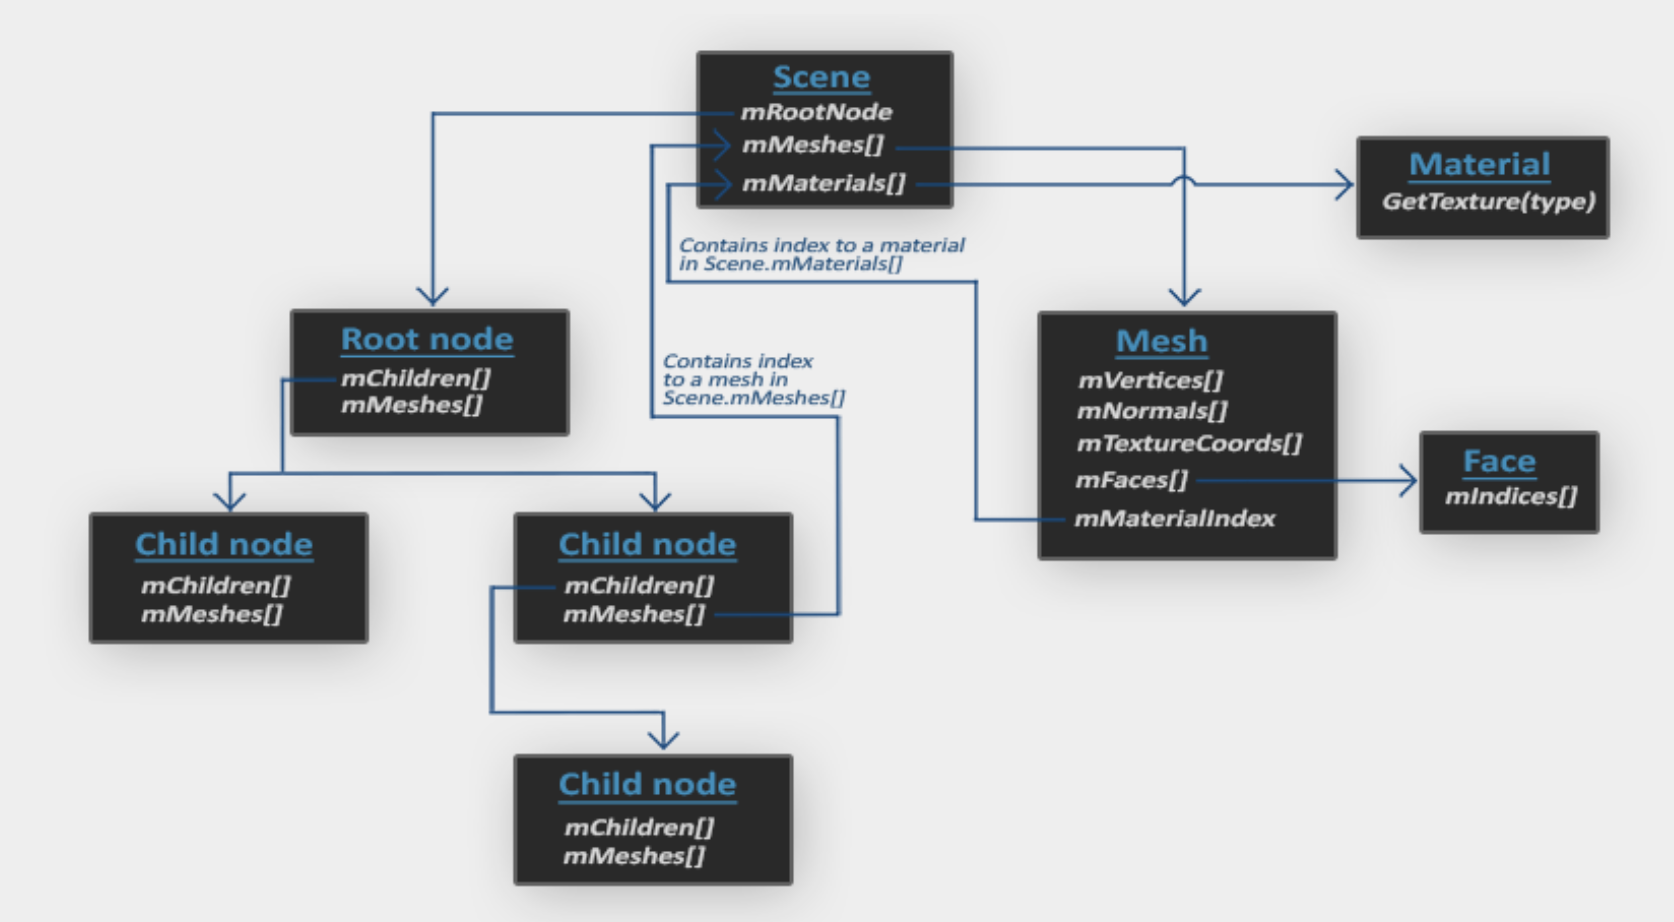 Scene
mRootNode
mMeshes[]
mMaterials[]
Material
GetTexture(type)
Contains index to a material
in Scene.mMaterials[]
Root node
mChildren[]
mMeshes[]
Contains index
to a mesh in
Scene.mMeshes[]
Mesh
mVertices[]
mNormals[]
mTextureCoords[]
mFaces[]
mMaterialIndex
Face
mIndices[]
Child node
mChildren[]
mMeshes[]
Child node
mChildren[]
mMeshes[]
Child node
mChildren[]
mMeshes[]